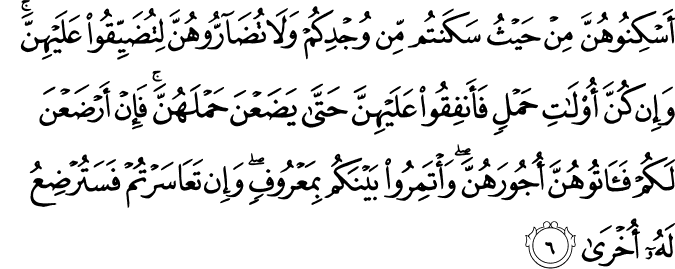 أَسْكِنُوهُنَّ مِنْ حَيْثُ سَكَنتُم مِّن وُجْدِكُمْ وَلَا تُضَآرُّوهُنَّ لِتُضَيِّقُوا۟ عَلَيْهِنَّ ۚ
وَإِن كُنَّ أُو۟لَـٰتِ حَمْلٍ فَأَنفِقُوا۟ عَلَيْهِنَّ حَتَّىٰ يَضَعْنَ حَمْلَهُنَّ ۚ فَإِنْ أَرْضَعْنَ
لَكُمْ فَـَٔاتُوهُنَّ أُجُورَهُنَّ ۖ وَأْتَمِرُوا۟ بَيْنَكُم بِمَعْرُوفٍ ۖ وَإِن تَعَاسَرْتُمْ فَسَتُرْضِعُ
لَهُۥٓ أُخْرَىٰ ٦